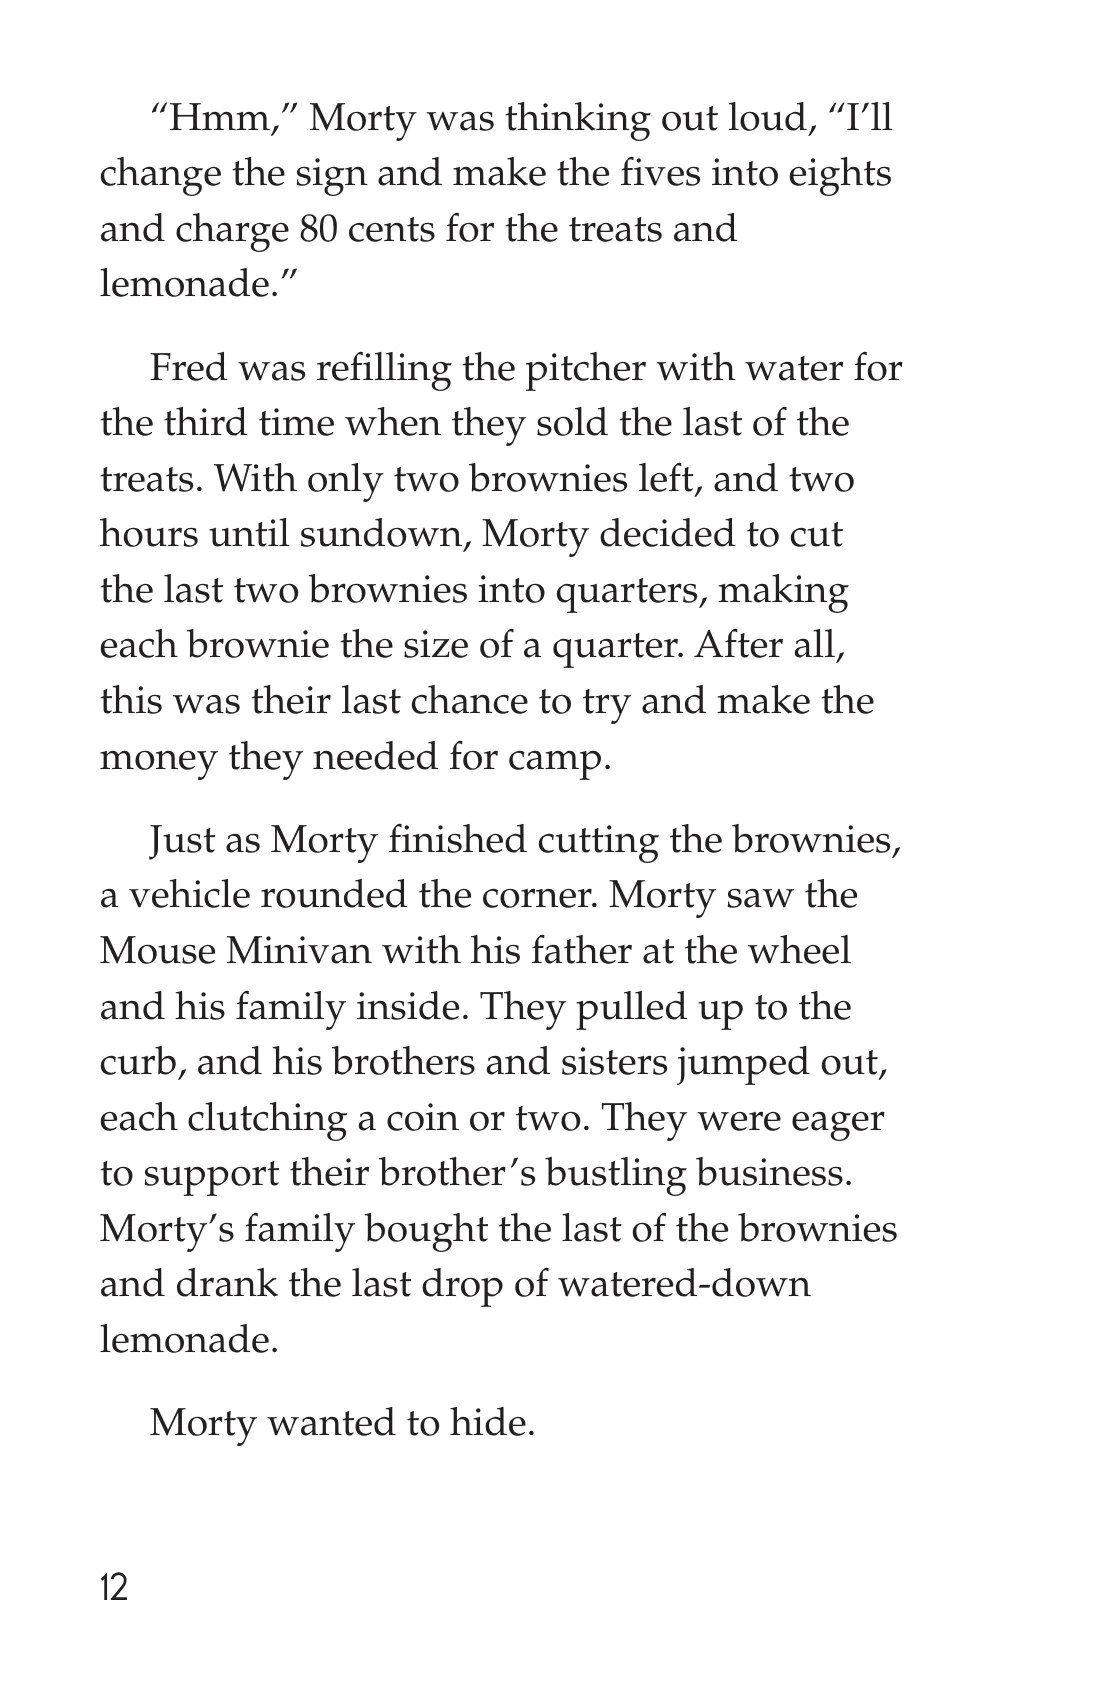 “Hmm,” Morty was thinking out loud, “I’ll
change the sign and make the fives into eights
and charge 80 cents for the treats and
lemonade.”
Fred was refilling the pitcher with water for
the third time when they sold the last of the
treats. With only two brownies left, and two
hours until sundown, Morty decided to cut
the last two brownies into quarters, making
each brownie the size of a quarter. After all,
this was their last chance to try and make the
money they needed for camp.
Just as Morty finished cutting the brownies,
a vehicle rounded the corner. Morty saw the
Mouse Minivan with his father at the wheel
and his family inside. They pulled up to the
curb, and his brothers and sisters jumped out,
each clutching a coin or two. They were eager
to support their brother’s bustling business.
Morty’s family bought the last of the brownies
and drank the last drop of watered-down
lemonade.
Morty wanted to hide.
12